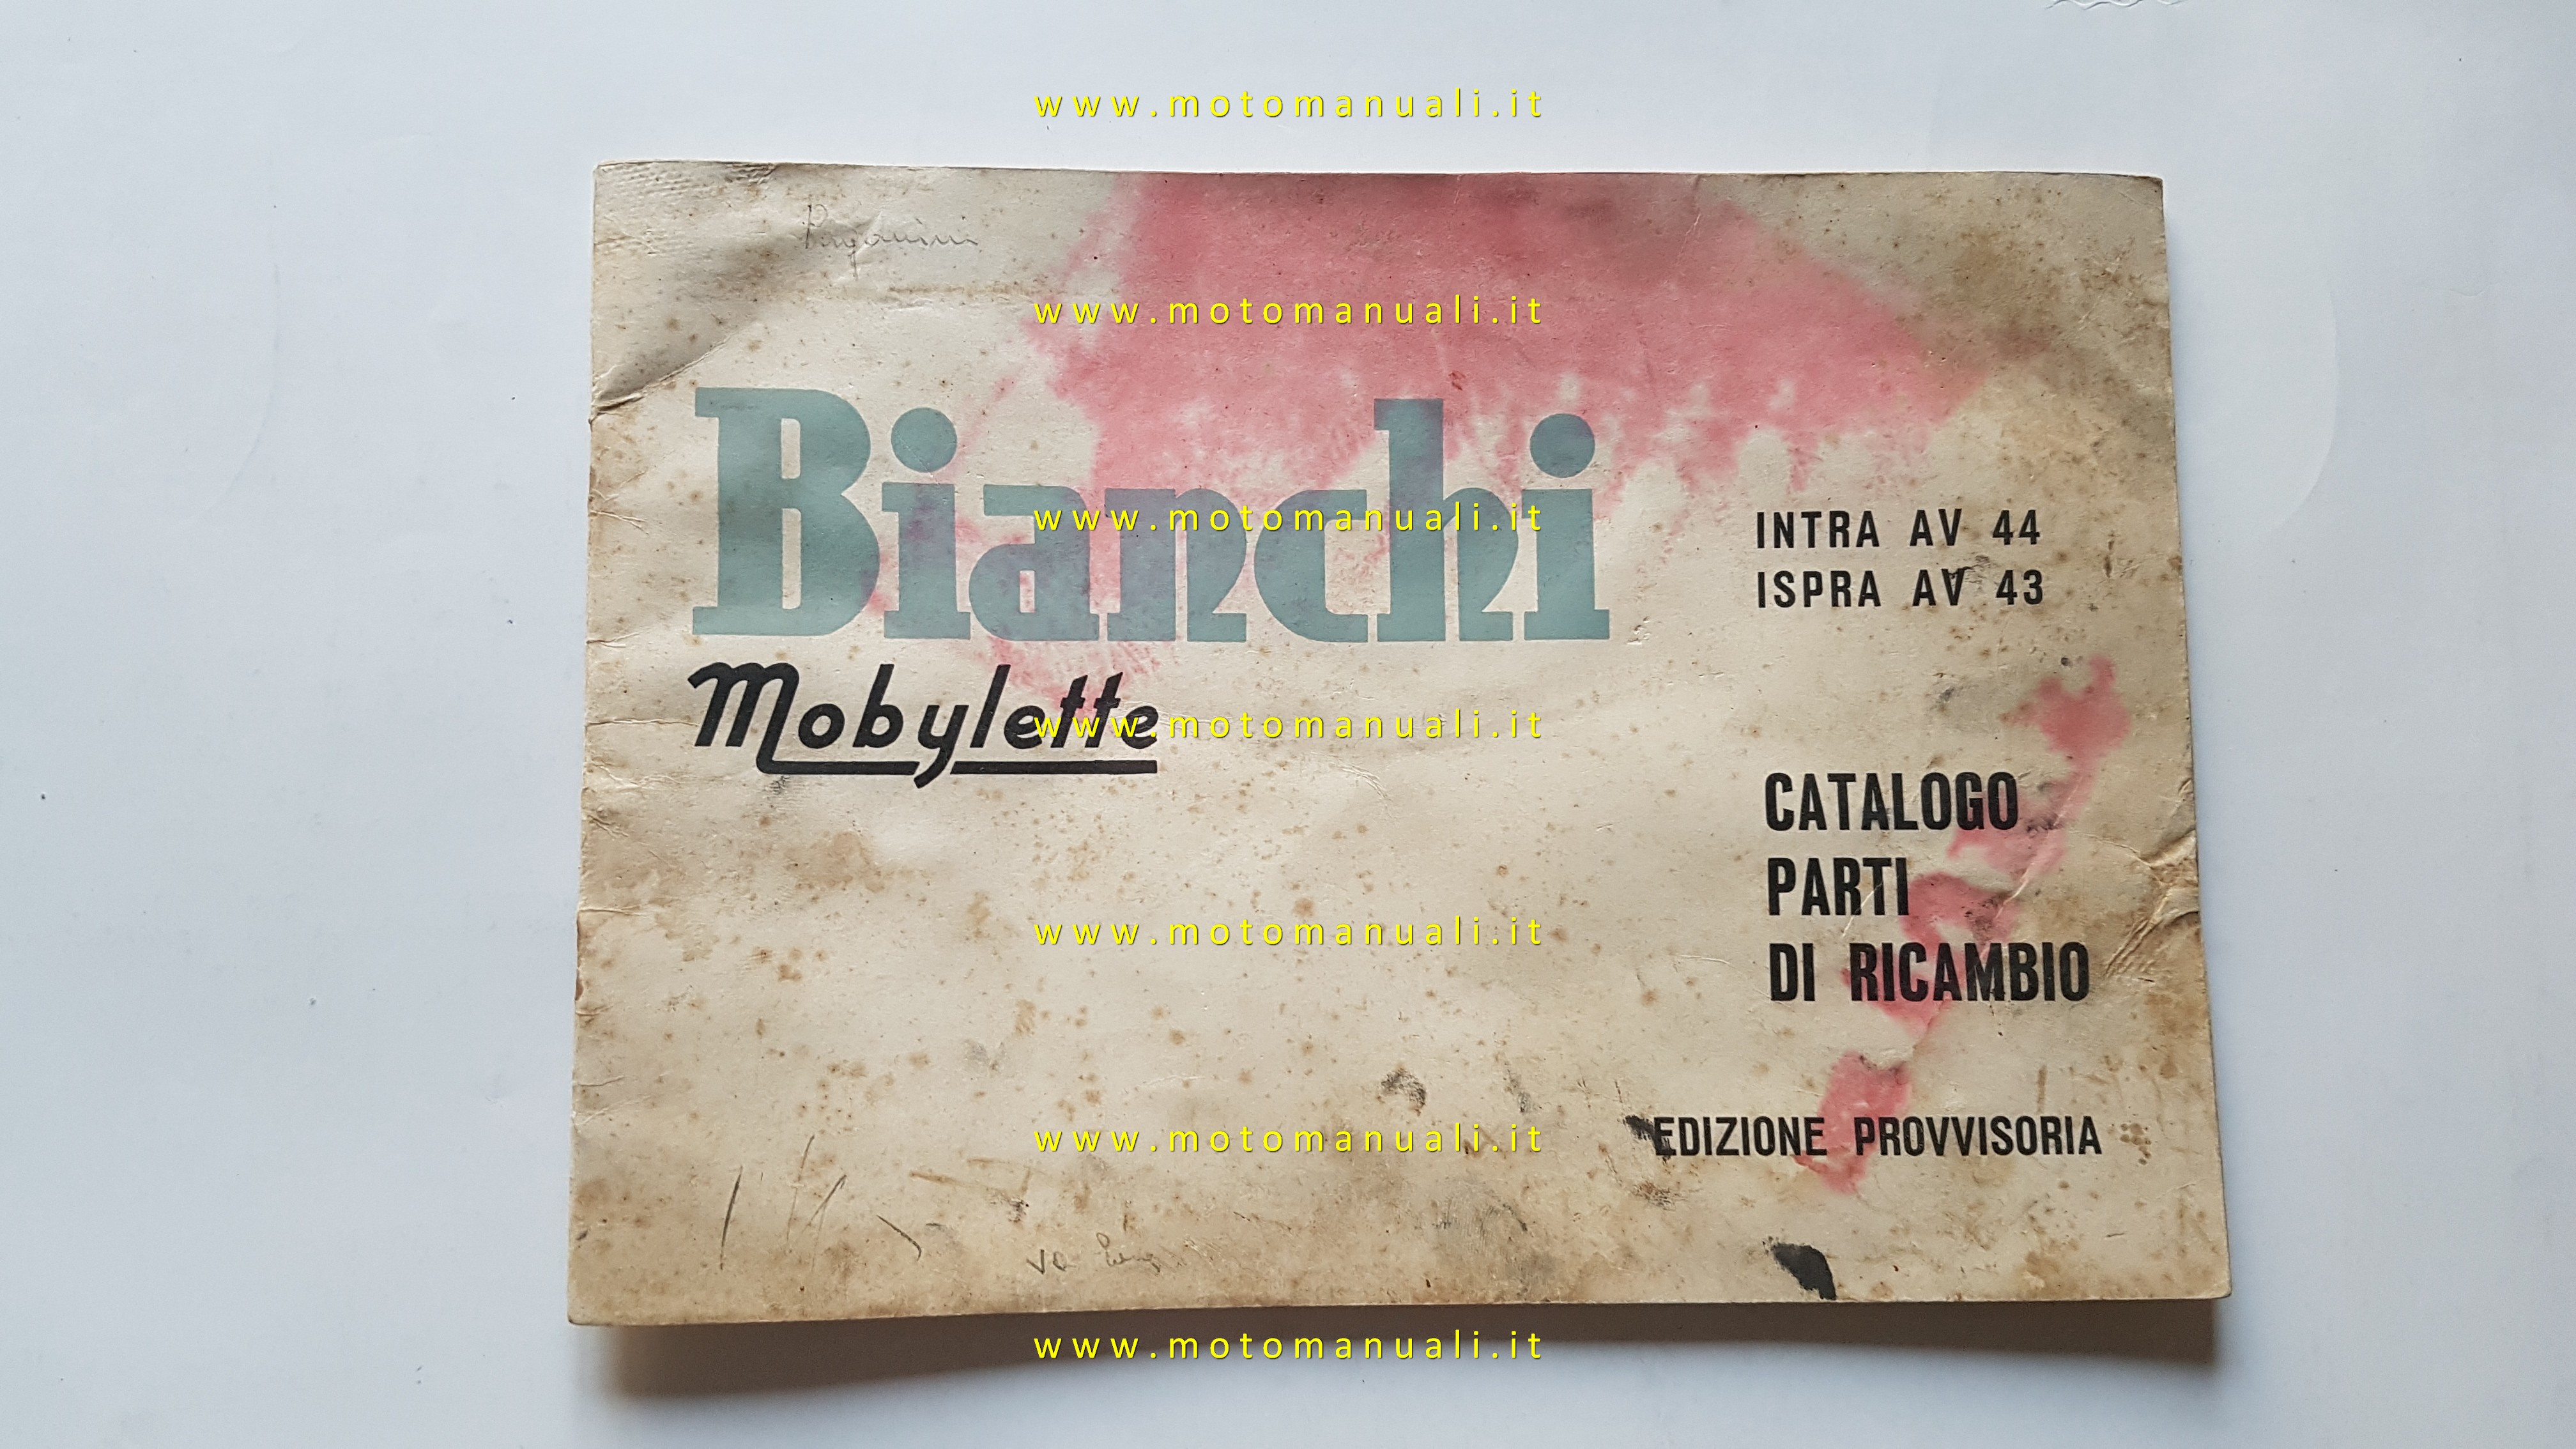 www.motomanuali.it
Paganini
www.motomanuali.it
Bianchi
www.motomanuali.it
INTRA AV 44
ISPRA AV 43
Mobylette
www.motomanuali.it
CATALOGO
PARTI
DI RICAMBIO
www.motomanuali.it
EDIZIONE PROVVISORIA
www.motomanuali.it
www.motomanuali.it